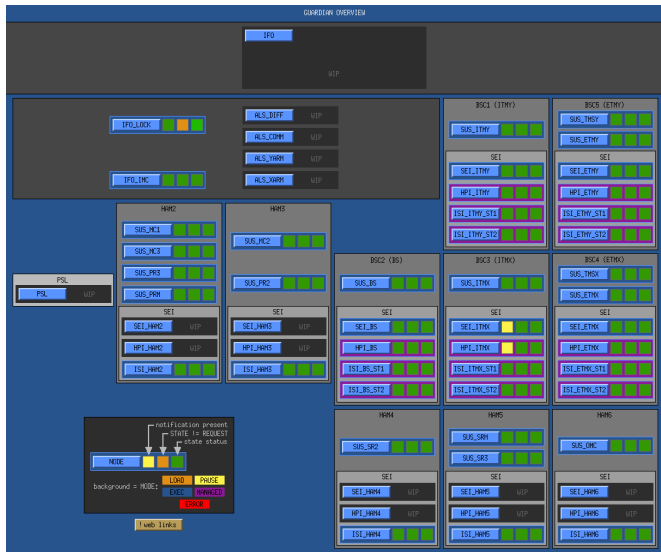 GUARDIAN OVERVIEW
IFO
WIP
IFO_LOCK
IFO_IMC
ALS_DIFF WIP
ALS_COMM WIP
ALS_YARM WIP
ALS_XARM WIP
BSC1 (ITMY)
SUS_ITMY
SEI
SEI_ITMY
HPI_ITMY
ISI_ITMY_ST1
ISI_ITMY_ST2
BSC5 (ETMY)
SUS_TMSY
SUS_ETMY
SEI
SEI_ETMY
HPI_ETMY
ISI_ETMY_ST1
ISI_ETMY_ST2
PSL
PSL WIP
HAM2
SUS_MC1
SUS_MC3
SUS_PR3
SUS_PRM
SEI
SEI_HAM2 WIP
HPI_HAM2 WIP
ISI_HAM2
HAM3
SUS_MC2
SUS_PR2
SEI
SEI_HAM3 WIP
HPI_HAM3 WIP
ISI_HAM3
BSC2 (BS)
SUS_BS
SEI
SEI_BS
HPI_BS
ISI_BS_ST1
ISI_BS_ST2
BSC3 (ITMX)
SUS_ITMX
SEI
SEI_ITMX
HPI_ITMX
ISI_ITMX_ST1
ISI_ITMX_ST2
BSC4 (ETMX)
SUS_TMSX
SUS_ETMX
SEI
SEI_ETMX
HPI_ETMX
ISI_ETMX_ST1
ISI_ETMX_ST2
notification present
STATE != REQUEST
state status
NODE
background = MODE:
LOAD PAUSE
EXEC MANAGED
ERROR
! web links
HAM4
SUS_SR2
SEI
SEI_HAM4 WIP
HPI_HAM4 WIP
ISI_HAM4
HAM5
SUS_SRM
SUS_SR3
SEI
SEI_HAM5 WIP
HPI_HAM5 WIP
ISI_HAM5
HAM6
SUS_OMC
SEI
SEI_HAM6 WIP
HPI_HAM6 WIP
ISI_HAM6